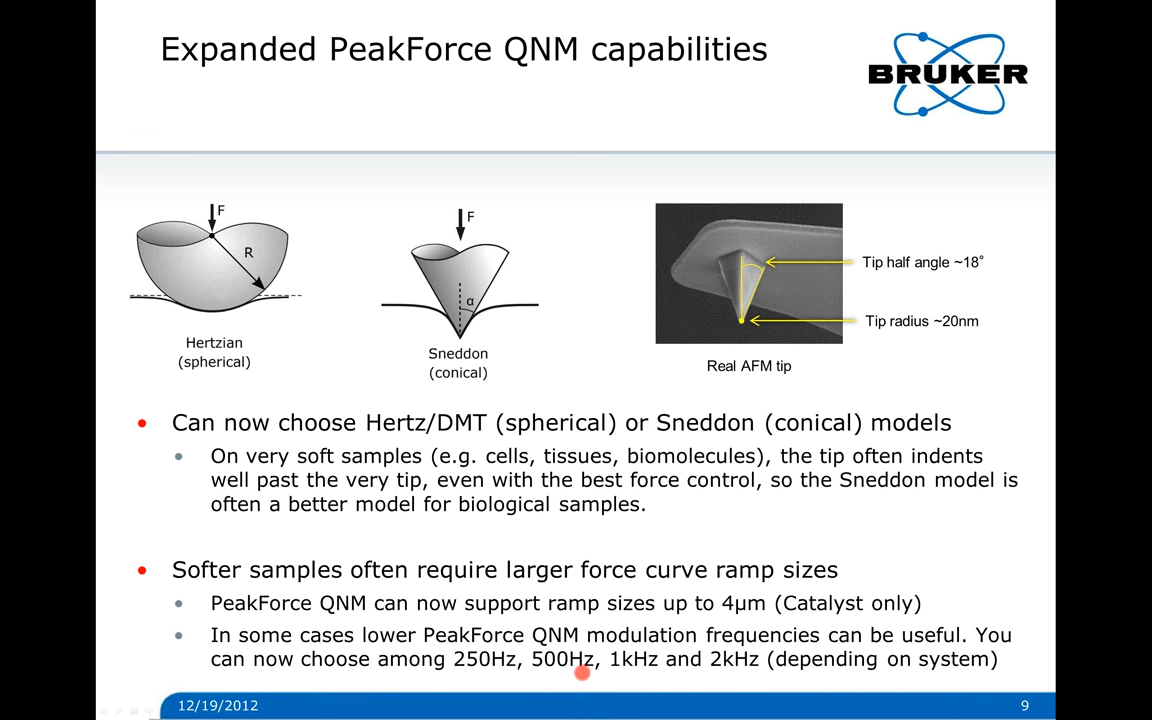 Expanded PeakForce QNM capabilities
BRUKER
F
R
Hertzian
(spherical)
F
α
Sneddon
(conical)
Tip half angle ~18°
Tip radius ~20nm
Real AFM tip
• Can now choose Hertz/DMT (spherical) or Sneddon (conical) models
• On very soft samples (e.g. cells, tissues, biomolecules), the tip often indents
well past the very tip, even with the best force control, so the Sneddon model is
often a better model for biological samples.
• Softer samples often require larger force curve ramp sizes
• PeakForce QNM can now support ramp sizes up to 4µm (Catalyst only)
• In some cases lower PeakForce QNM modulation frequencies can be useful. You
can now choose among 250Hz, 500Hz, 1kHz and 2kHz (depending on system)
12/19/2012
9